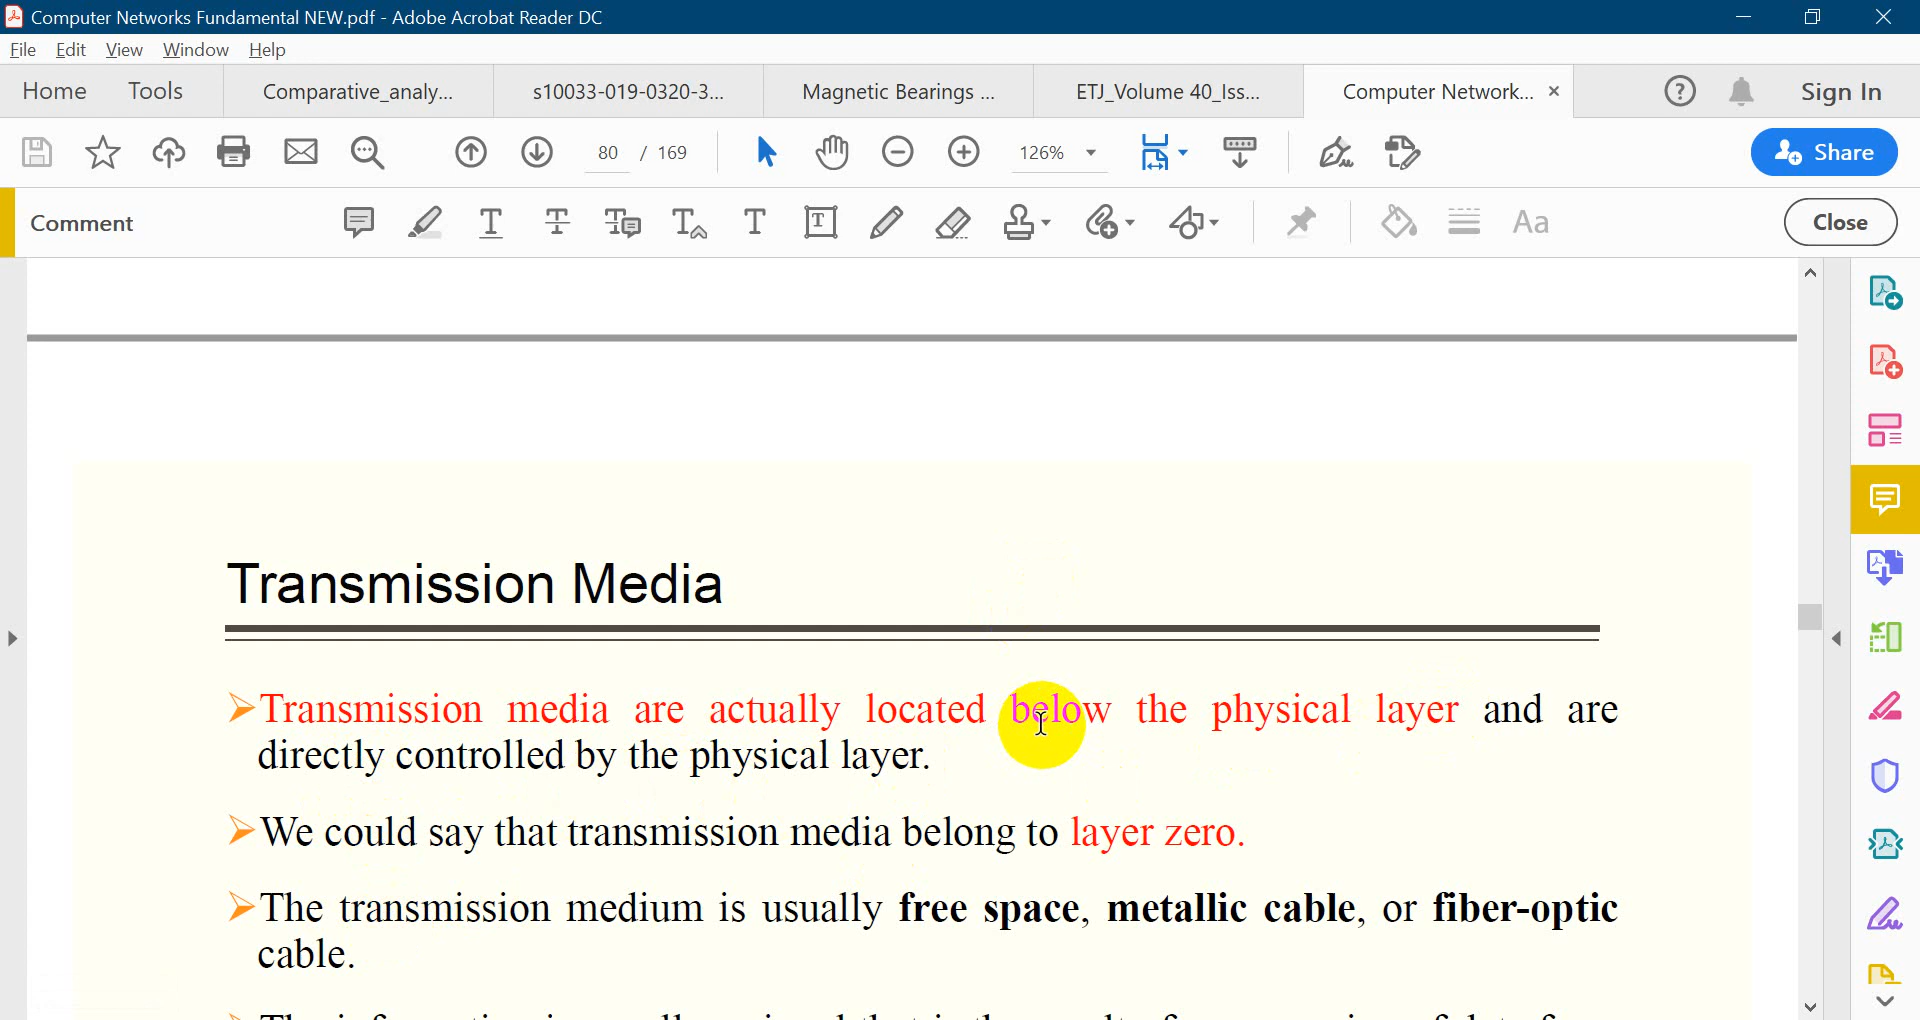 Computer Networks Fundamental NEW.pdf - Adobe Acrobat Reader DC
File Edit View Window Help
Home Tools Comparative_analy... s10033-019-0320-3... Magnetic Bearings ... ETJ_Volume 40_Iss... Computer Network... Sign In
80 / 169 126% Share
Comment Aa Close
Transmission Media
➢Transmission media are actually located below the physical layer and are
directly controlled by the physical layer.
➢We could say that transmission media belong to layer zero.
➢The transmission medium is usually free space, metallic cable, or fiber-optic
cable.